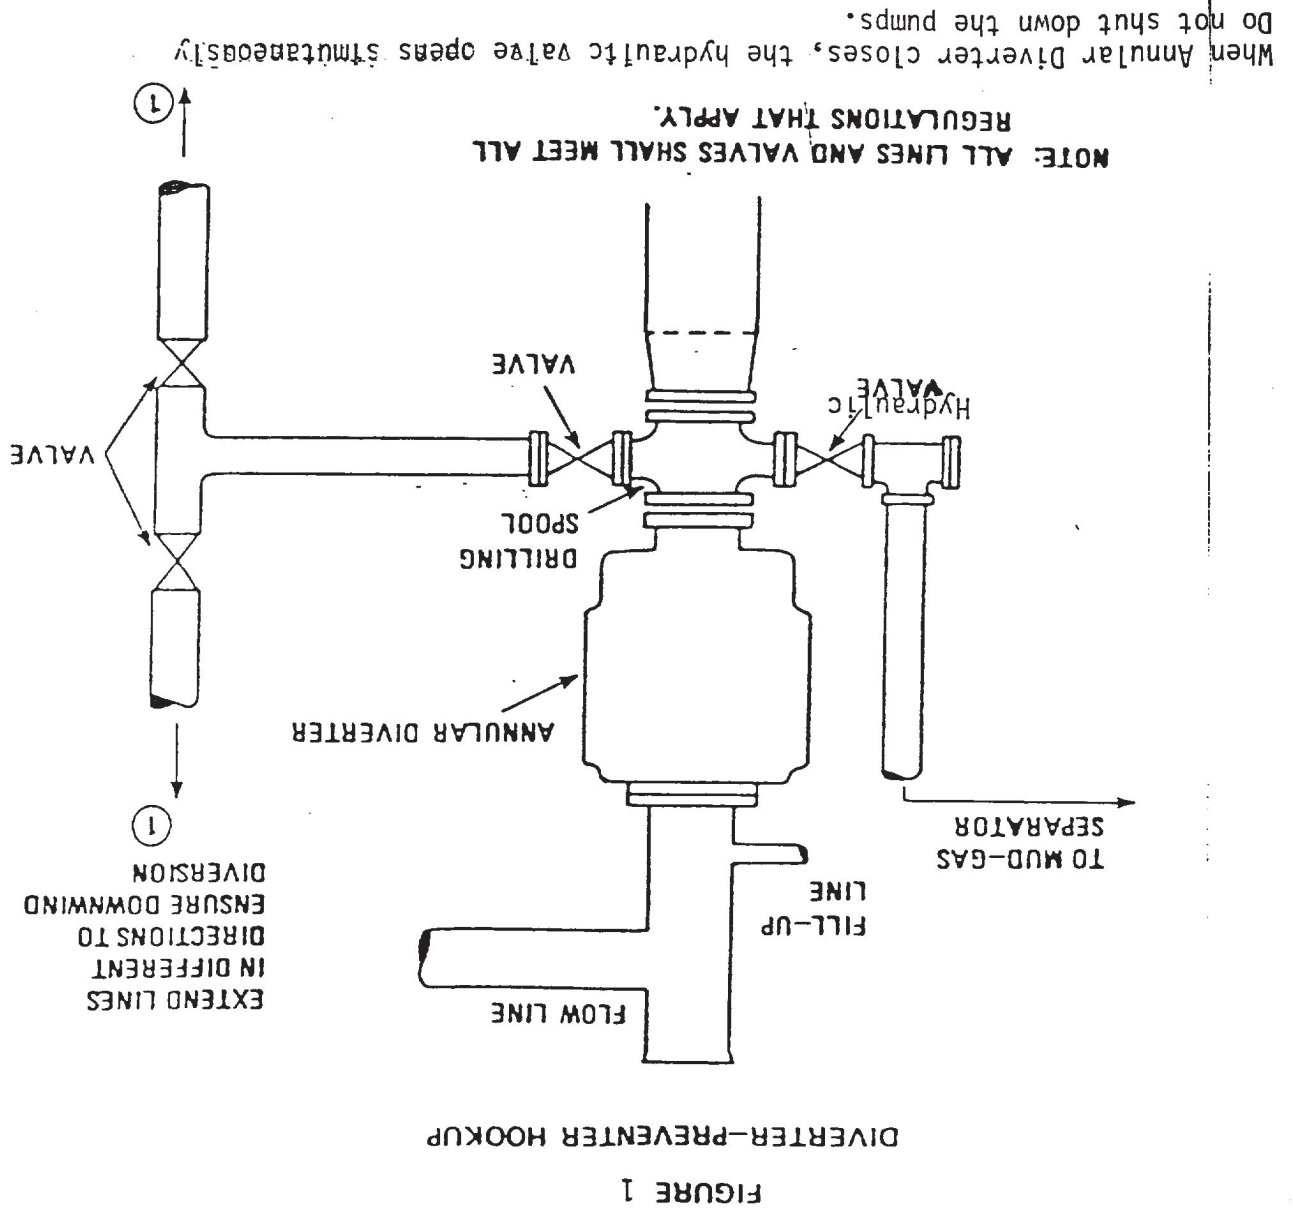 FIGURE 1
DIVERTER-PREVENTER HOOKUP
FLOW LINE
FILL-UP
LINE
EXTEND LINES
IN DIFFERENT
DIRECTIONS TO
ENSURE DOWNWIND
DIVERSION
1
TO MUD-GAS
SEPARATOR
ANNULAR DIVERTER
DRILLING
SPOOL
VALVE
Hydraulic
VALVE
VALVE
1
NOTE: ALL LINES AND VALVES SHALL MEET ALL
REGULATIONS THAT APPLY.
When Annular Diverter closes, the hydraulic valve opens simutaneously
Do not shut down the pumps.